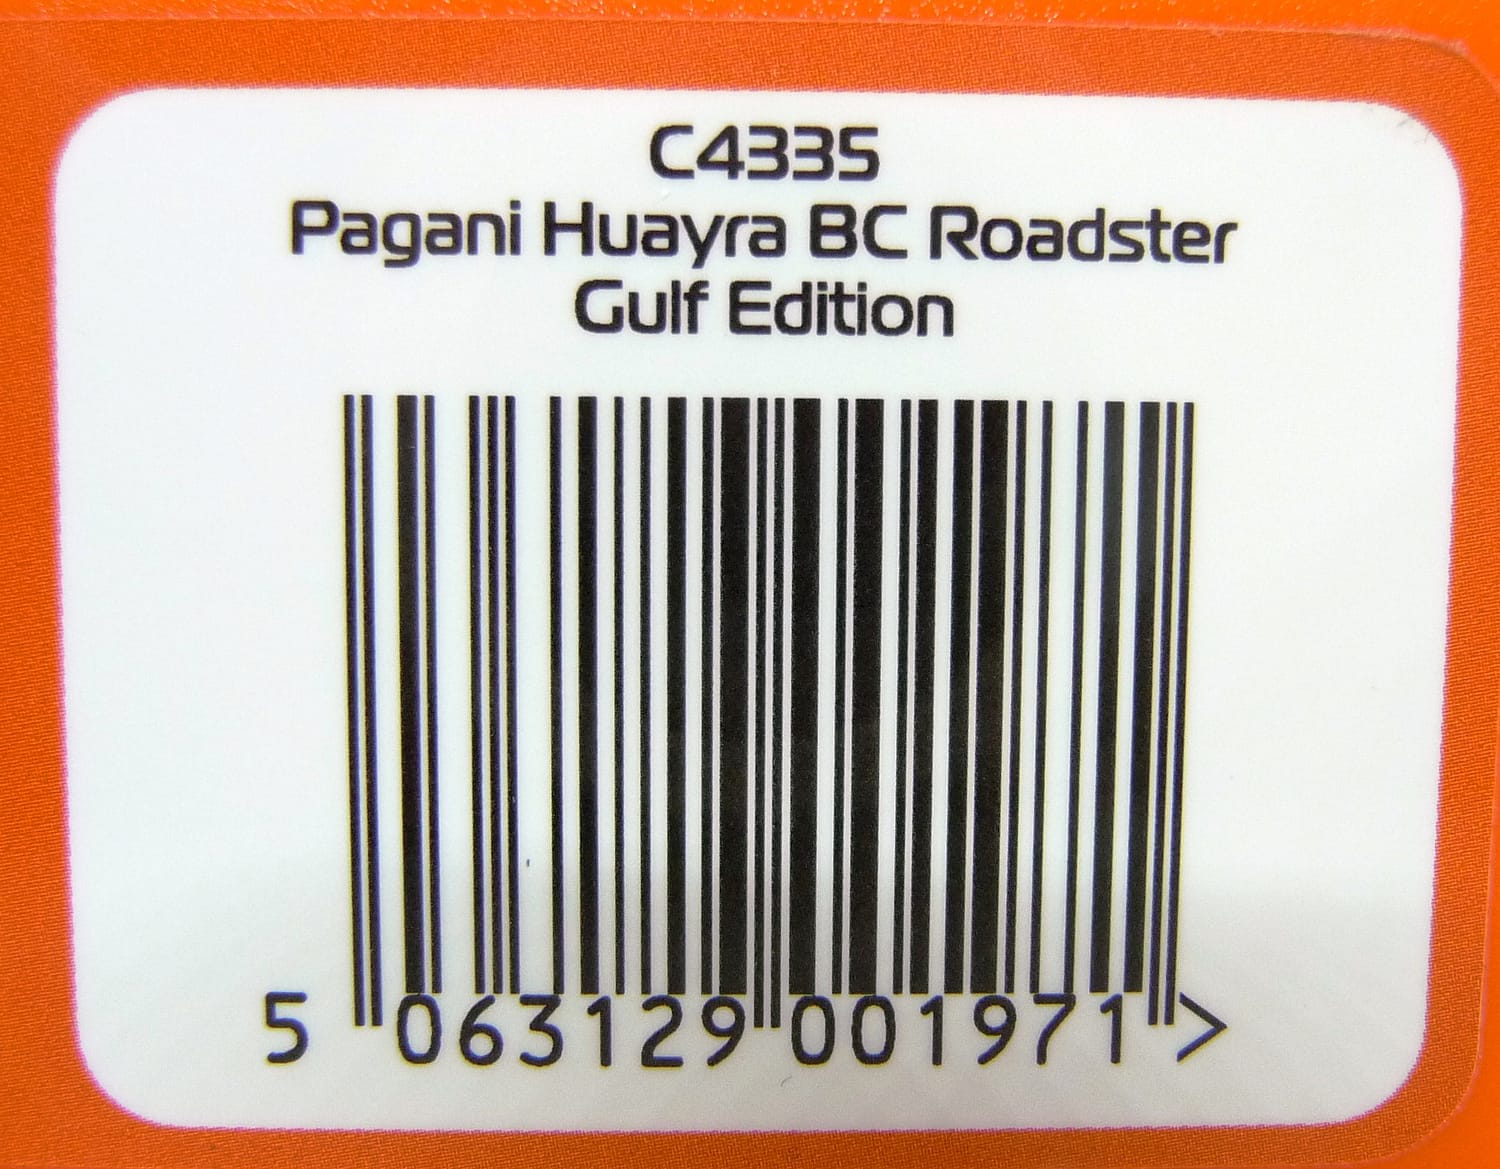 C4335
Pagani Huayra BC Roadster
Gulf Edition
5 063129 001971 >